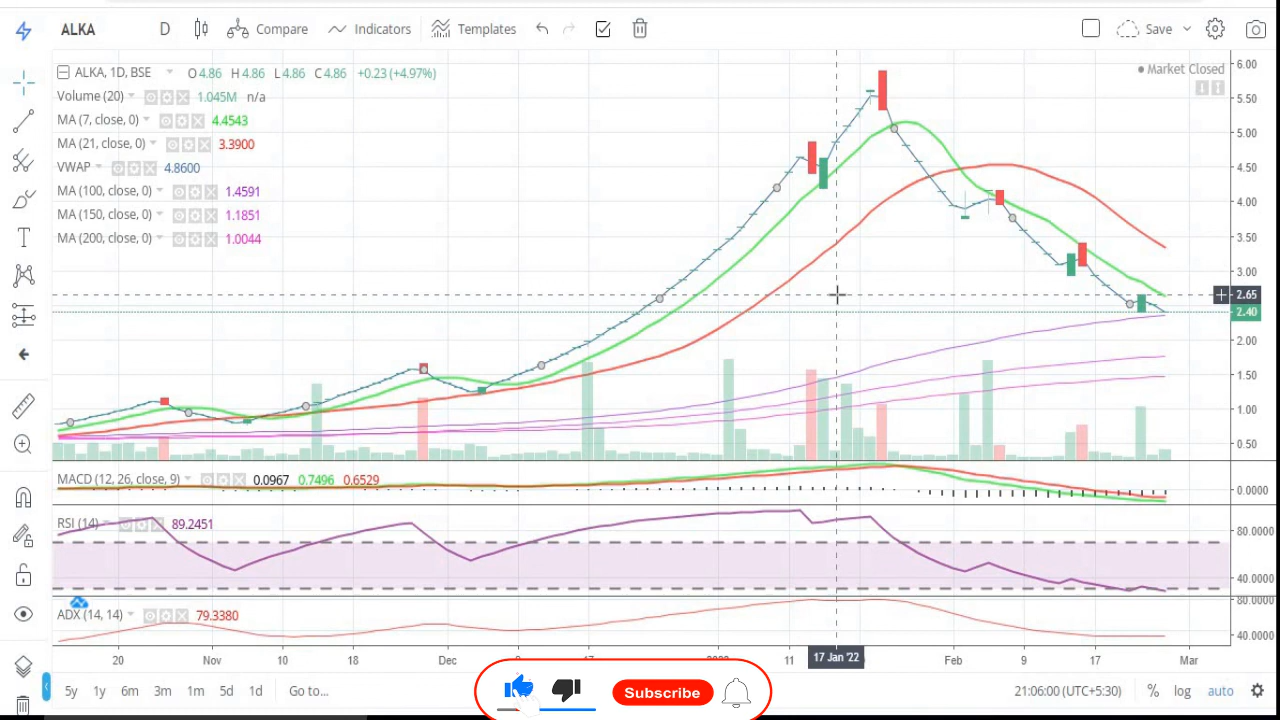 ALKA D Compare Indicators Templates Save
ALKA, 1D, BSE O4.86 H4.86 L4.86 C4.86 +0.23 (+4.97%)
Market Closed
Volume (20) 1.045M n/a
MA (7, close, 0) 4.4543
MA (21, close, 0) 3.3900
VWAP 4.8600
MA (100, close, 0) 1.4591
MA (150, close, 0) 1.1851
MA (200, close, 0) 1.0044
6.00
5.50
5.00
4.50
4.00
3.50
3.00
2.65
2.40
2.00
1.50
1.00
0.50
MACD (12, 26, close, 9) 0.0967 0.7496 0.6529
0.0000
RSI (14) 89.2451
80.0000
40.0000
ADX (14, 14) 79.3380
80.0000
40.0000
20 Nov 10 18 Dec 11 17 Jan '22 Feb 9 17 Mar
5y 1y 6m 3m 1m 5d 1d Go to... Subscribe 21:06:00 (UTC+5:30) % log auto